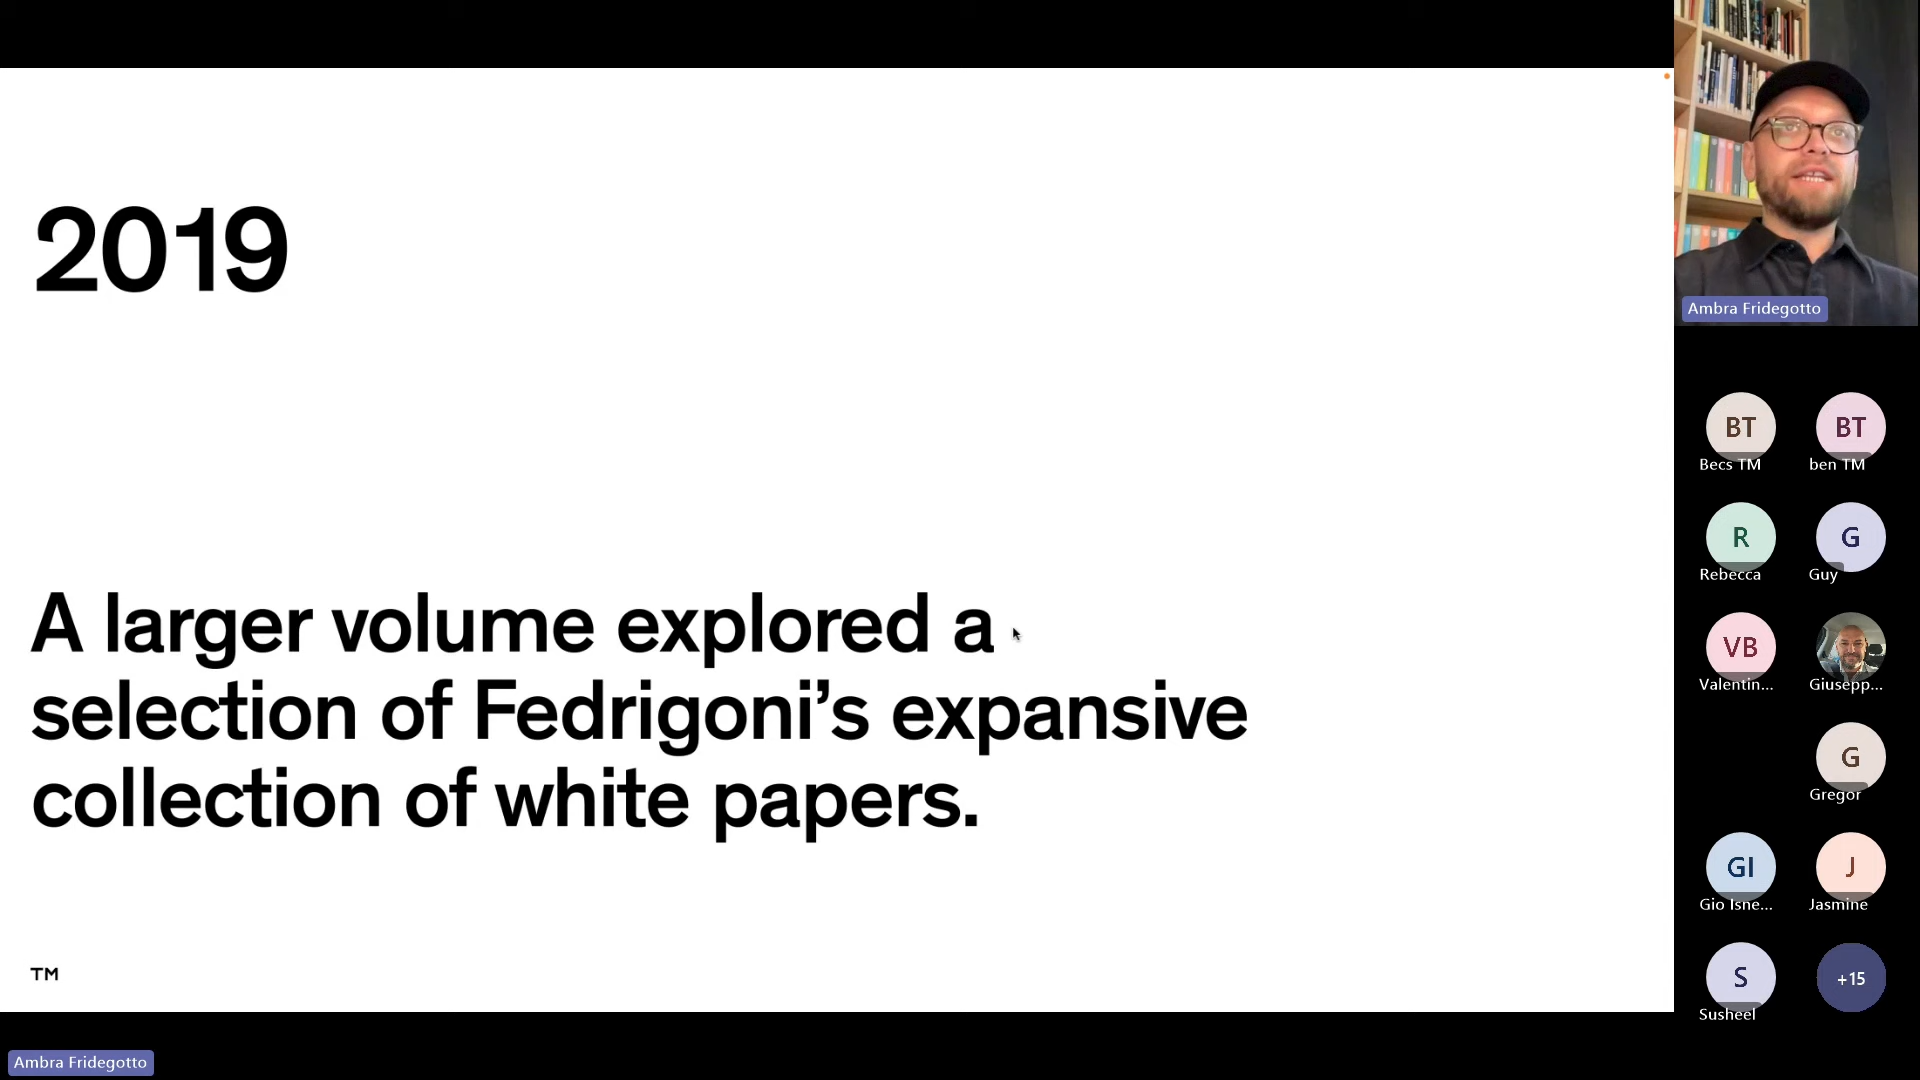 2019
A larger volume explored a
selection of Fedrigoni’s expansive
collection of white papers.
TM
Ambra Fridegotto
Ambra Fridegotto
BT
Becs TM
BT
ben TM
R
Rebecca
G
Guy
VB
Valentin...
Giusepp...
G
Gregor
GI
Gio Isne...
J
Jasmine
S
Susheel
+15